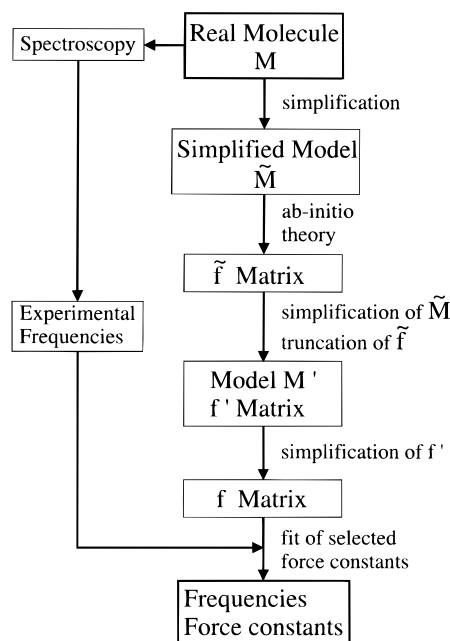 Real Molecule
M
Spectroscopy
simplification
Simplified Model
M̃
ab-initio
theory
f̃ Matrix
Experimental
Frequencies
simplification of M̃
truncation of f̃
Model M '
f ' Matrix
simplification of f '
f Matrix
fit of selected
force constants
Frequencies
Force constants